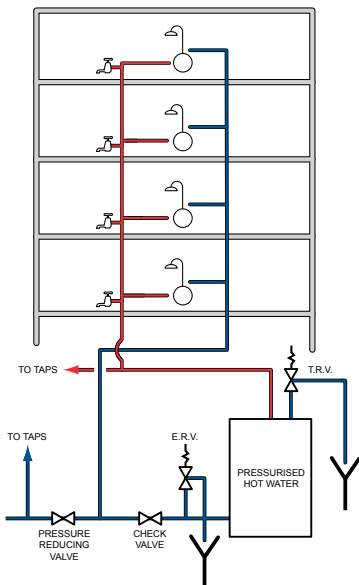 TO TAPS
T.R.V.
TO TAPS
E.R.V.
PRESSURISED
HOT WATER
PRESSURE
REDUCING
VALVE
CHECK
VALVE